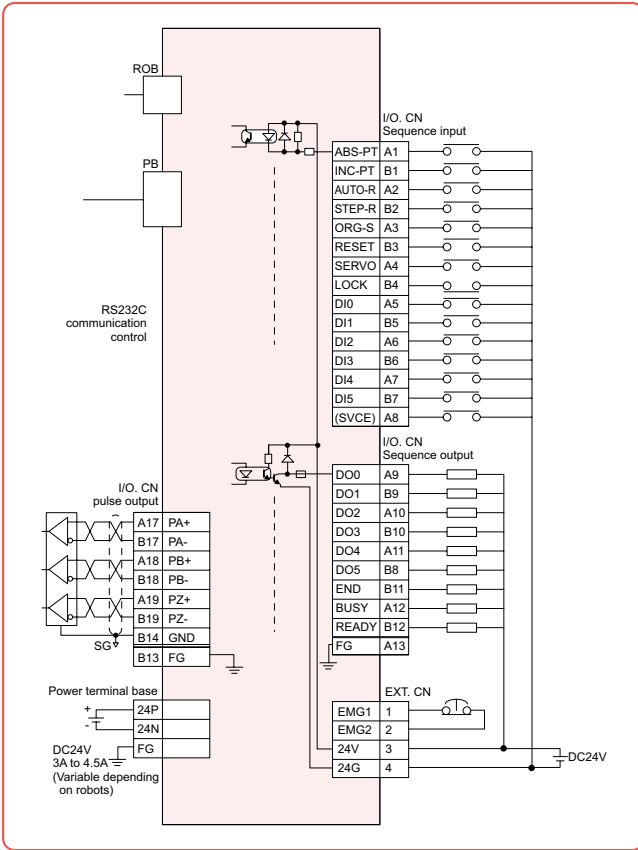 ROB
PB
RS232C
communication
control
I/O. CN
Sequence input
ABS-PT A1
INC-PT B1
AUTO-R A2
STEP-R B2
ORG-S A3
RESET B3
SERVO A4
LOCK B4
DI0 A5
DI1 B5
DI2 A6
DI3 B6
DI4 A7
DI5 B7
(SVCE) A8
I/O. CN
Sequence output
DO0 A9
DO1 B9
DO2 A10
DO3 B10
DO4 A11
DO5 B8
END B11
BUSY A12
READY B12
FG A13
I/O. CN
pulse output
A17 PA+
B17 PA-
A18 PB+
B18 PB-
A19 PZ+
B19 PZ-
B14 GND
B13 FG
SG
Power terminal base
+ 24P
- 24N
FG
DC24V
3A to 4.5A
(Variable depending
on robots)
EXT. CN
EMG1 1
EMG2 2
24V 3
24G 4
DC24V